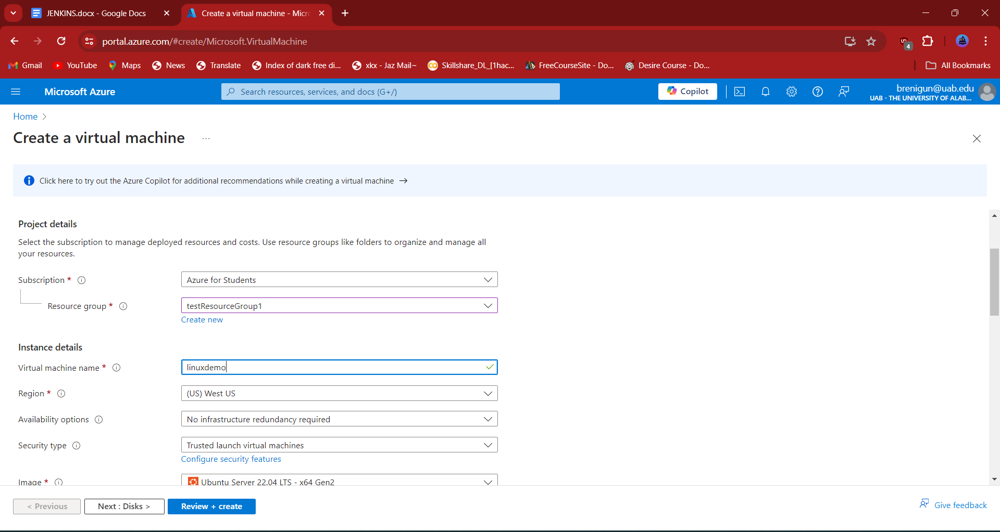 JENKINS.docx - Google Docs
Create a virtual machine - Micr
portal.azure.com/#create/Microsoft.VirtualMachine
4
Gmail
YouTube
Maps
News
Translate
Index of dark free di...
xkx - Jaz Mail~
Skillshare_DL_[1hac...
FreeCourseSite - Do...
Desire Course - Do...
All Bookmarks
Microsoft Azure
Search resources, services, and docs (G+/)
Copilot
brenigun@uab.edu
UAB - THE UNIVERSITY OF ALAB...
Home >
Create a virtual machine ...
Click here to try out the Azure Copilot for additional recommendations while creating a virtual machine →
Project details
Select the subscription to manage deployed resources and costs. Use resource groups like folders to organize and manage all
your resources.
Subscription *
Azure for Students
Resource group *
testResourceGroup1
Create new
Instance details
Virtual machine name *
linuxdemo
Region *
(US) West US
Availability options
No infrastructure redundancy required
Security type
Trusted launch virtual machines
Configure security features
Image *
Ubuntu Server 22.04 LTS - x64 Gen2
< Previous
Next : Disks >
Review + create
Give feedback